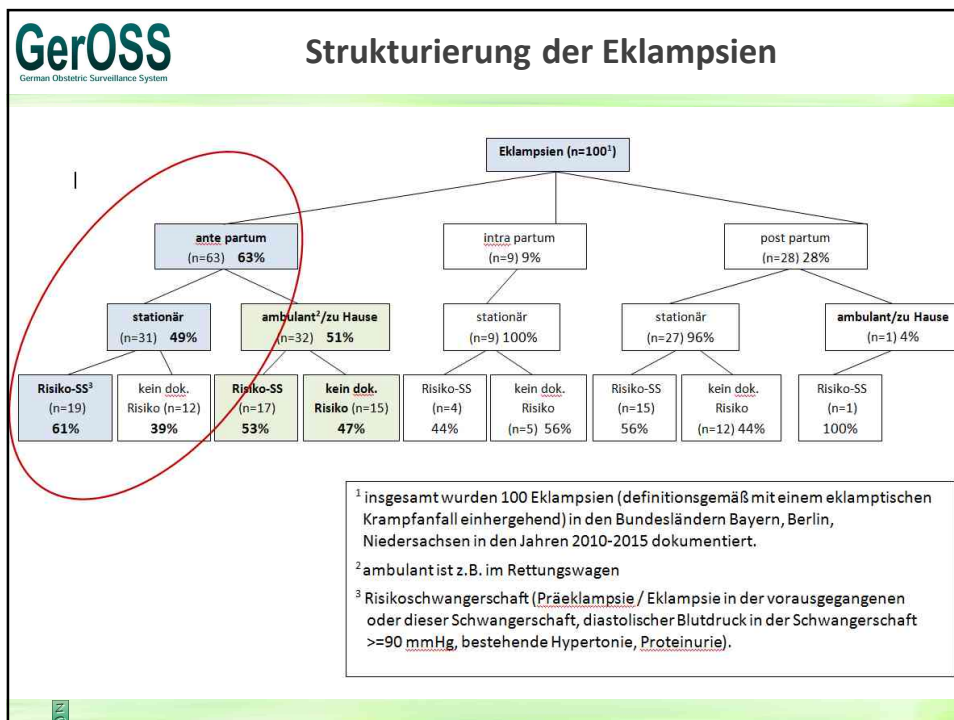 GerOSS
German Obstetric Surveillance System
Strukturierung der Eklampsien
Eklampsien (n=100¹)
ante partum
(n=63) 63%
intra partum
(n=9) 9%
post partum
(n=28) 28%
stationär
(n=31) 49%
ambulant²/zu Hause
(n=32) 51%
stationär
(n=9) 100%
stationär
(n=27) 96%
ambulant/zu Hause
(n=1) 4%
Risiko-SS³
(n=19)
61%
kein dok.
Risiko (n=12)
39%
Risiko-SS
(n=17)
53%
kein dok.
Risiko (n=15)
47%
Risiko-SS
(n=4)
44%
kein dok.
Risiko
(n=5) 56%
Risiko-SS
(n=15)
56%
kein dok.
Risiko
(n=12) 44%
Risiko-SS
(n=1)
100%
¹ insgesamt wurden 100 Eklampsien (definitionsgemäß mit einem eklamptischen
Krampfanfall einhergehend) in den Bundesländern Bayern, Berlin,
Niedersachsen in den Jahren 2010-2015 dokumentiert.
² ambulant ist z.B. im Rettungswagen
³ Risikoschwangerschaft (Präeklampsie / Eklampsie in der vorausgegangenen
oder dieser Schwangerschaft, diastolischer Blutdruck in der Schwangerschaft
>=90 mmHg, bestehende Hypertonie, Proteinurie).